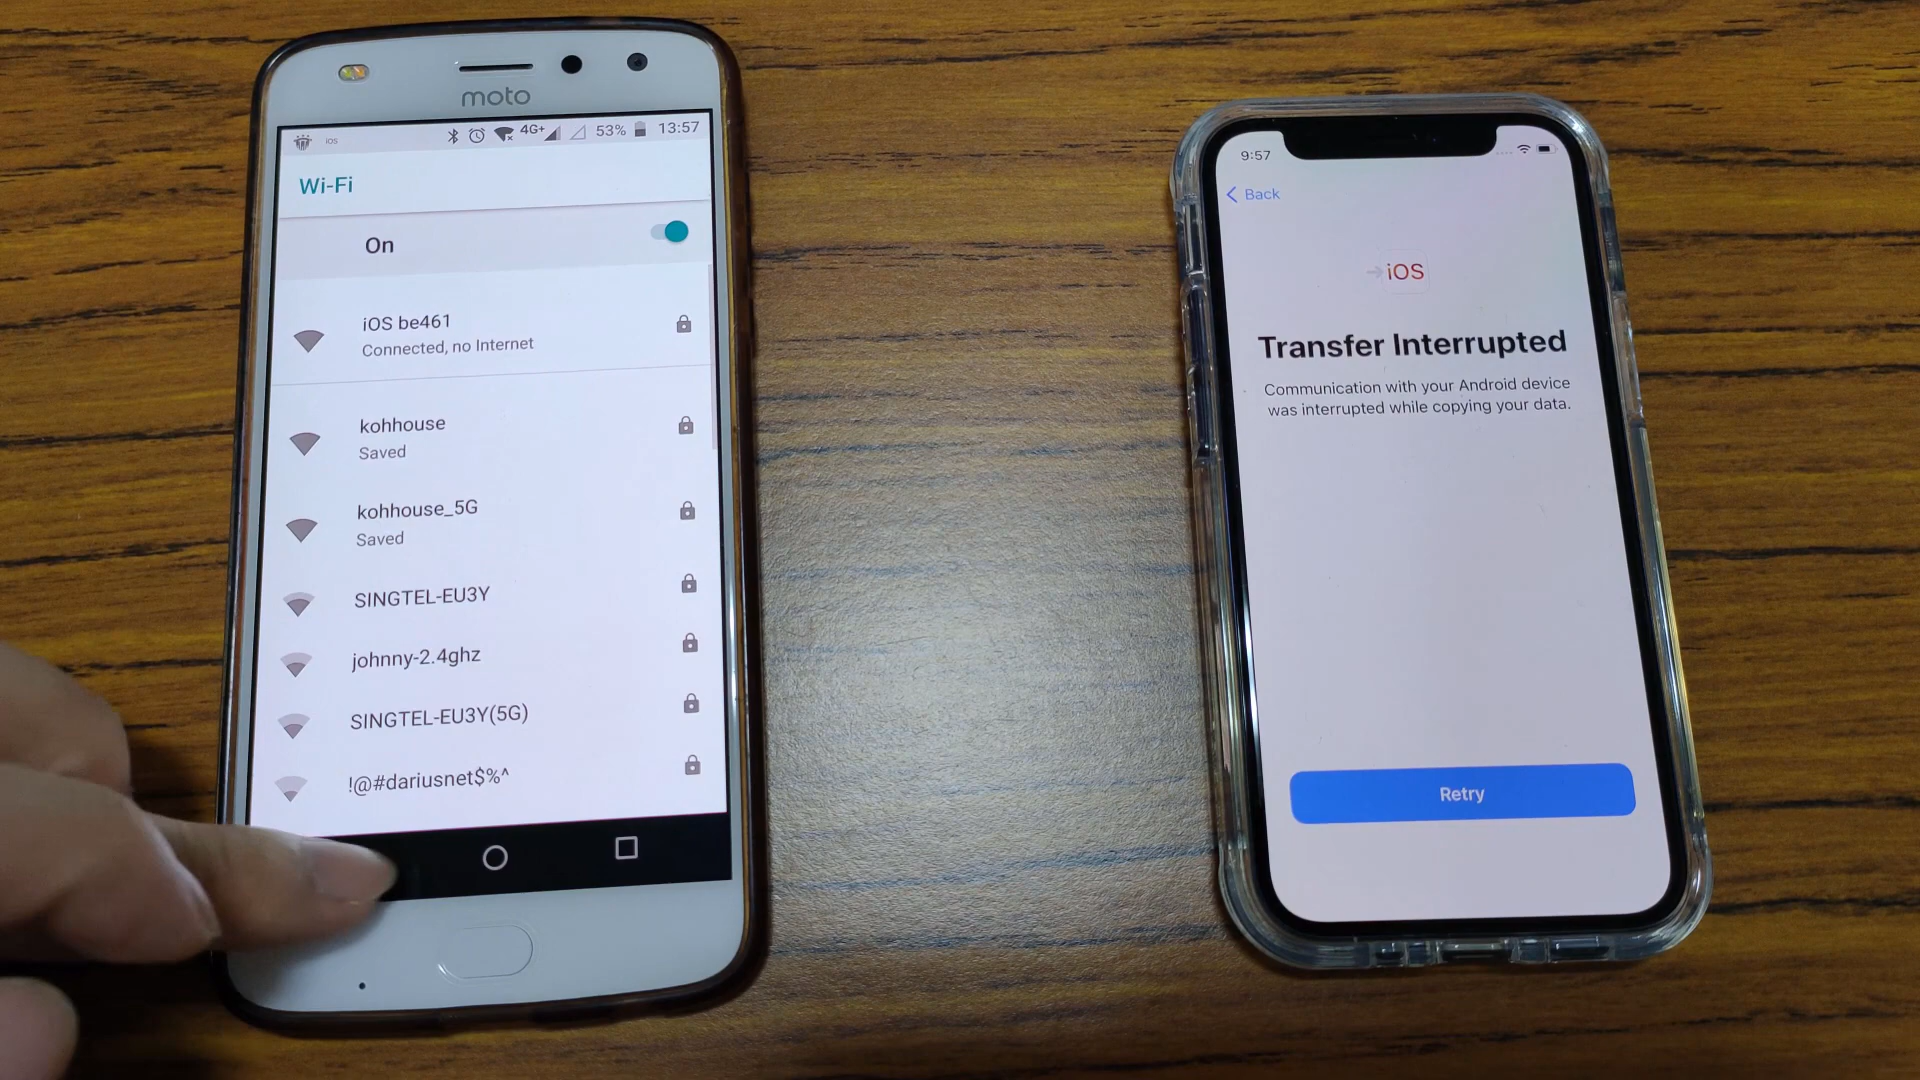 moto
ios
4G+
53%
13:57
Wi-Fi
On
iOS be461
Connected, no Internet
kohhouse
Saved
kohhouse_5G
Saved
SINGTEL-EU3Y
johnny-2.4ghz
SINGTEL-EU3Y(5G)
!@#dariusnet$%^
9:57
Back
iOS
Transfer Interrupted
Communication with your Android device
was interrupted while copying your data.
Retry